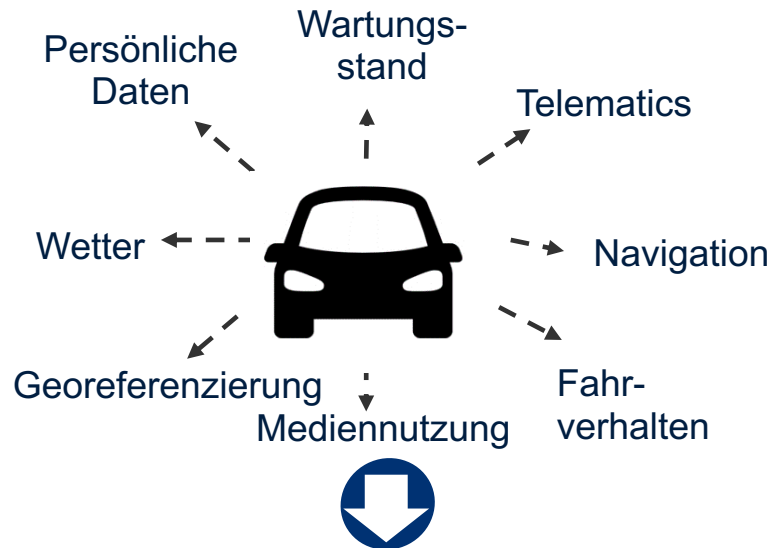 Wartungs-
stand
Persönliche
Daten
Telematics
Wetter
Navigation
Georeferenzierung
Fahr-
verhalten
Mediennutzung